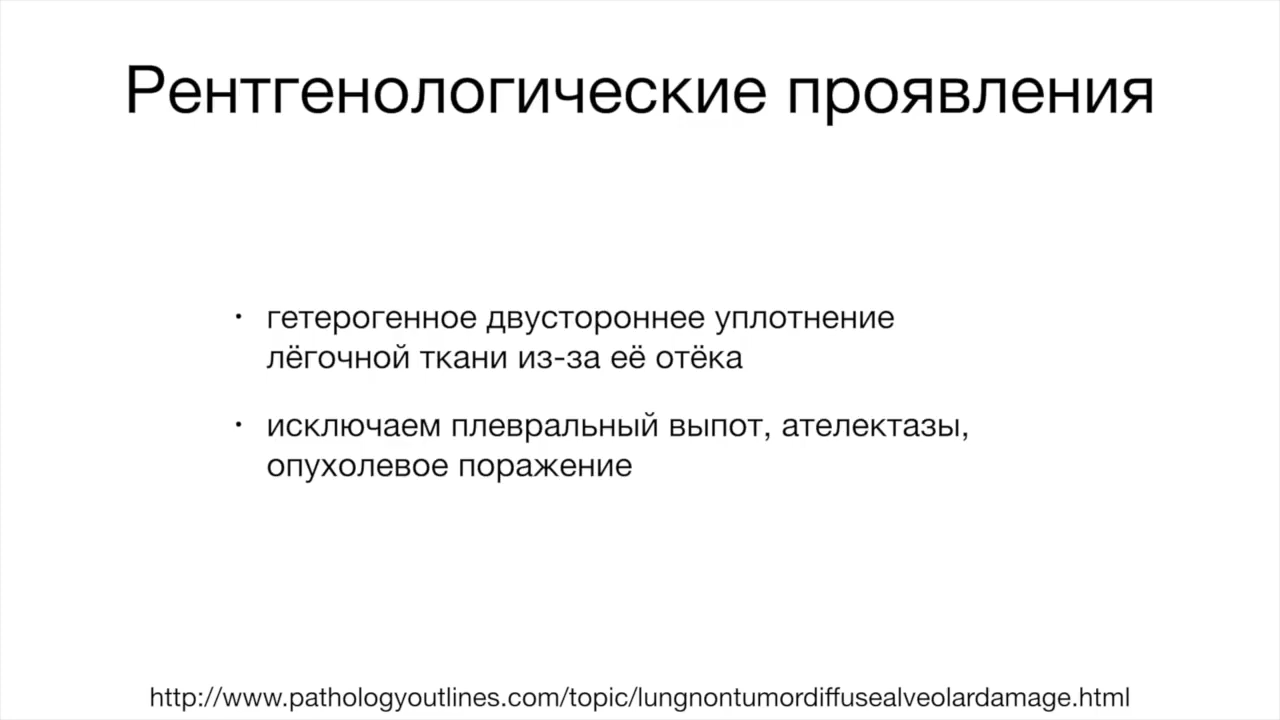 Рентгенологические проявления
• гетерогенное двустороннее уплотнение
лёгочной ткани из-за её отёка
• исключаем плевральный выпот, ателектазы,
опухолевое поражение
http://www.pathologyoutlines.com/topic/lungnontumordiffusealveolardamage.html